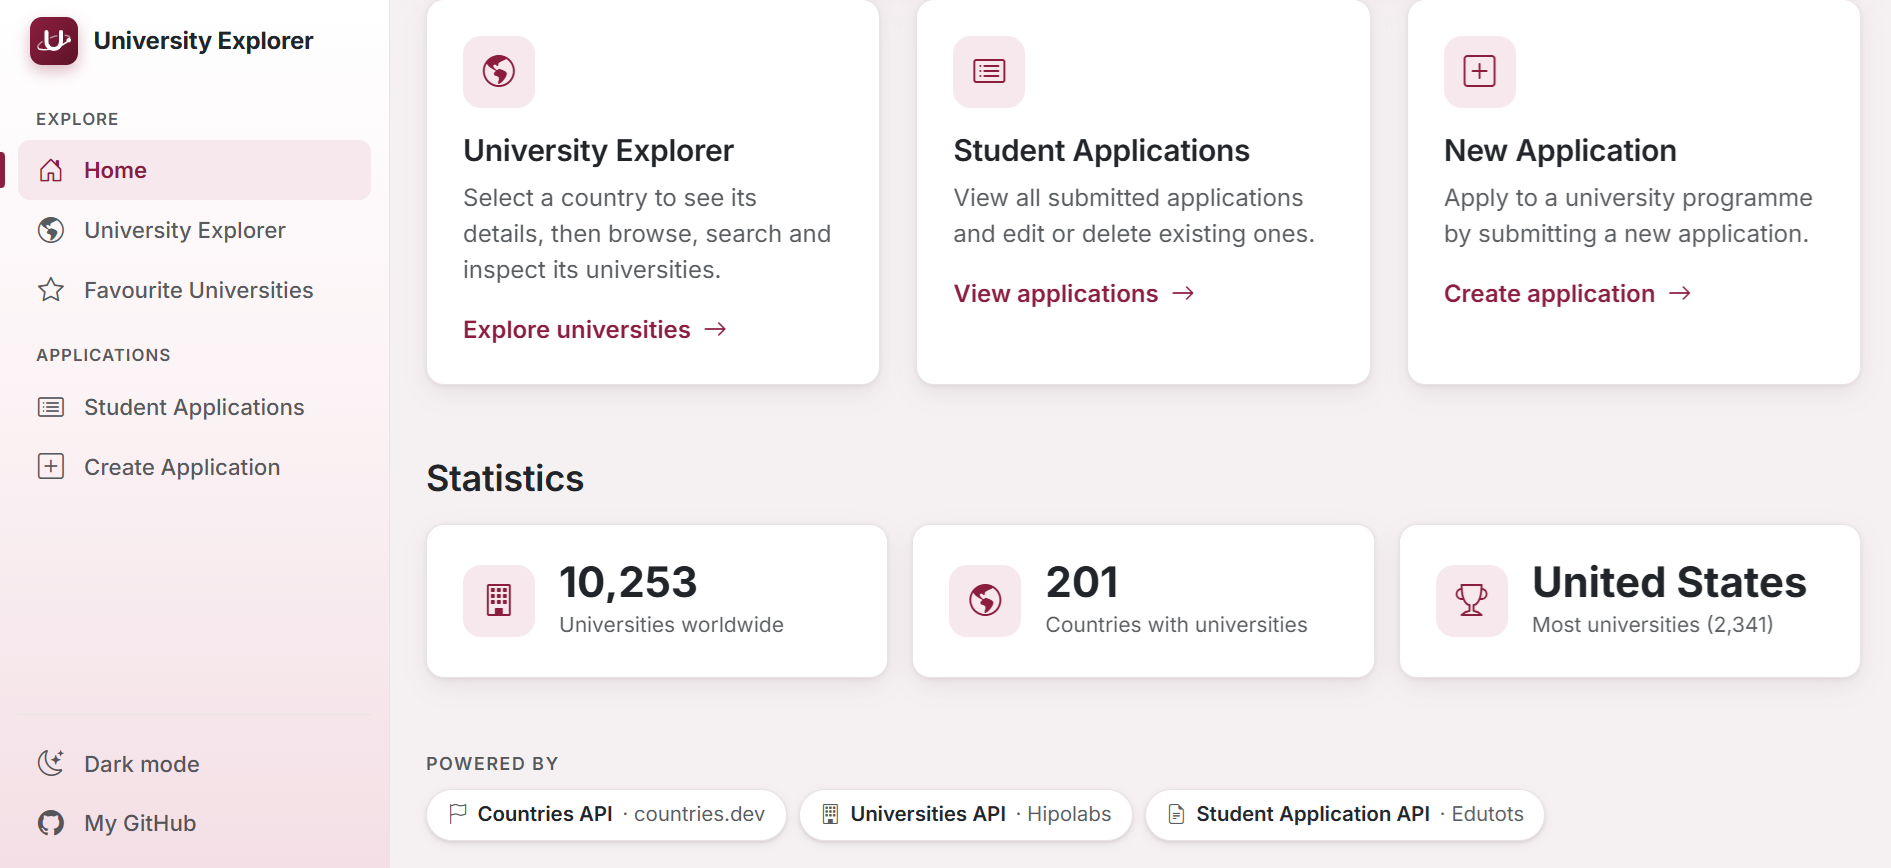 University Explorer
EXPLORE
Home
University Explorer
Favourite Universities
APPLICATIONS
Student Applications
Create Application
Dark mode
My GitHub
University Explorer
Select a country to see its
details, then browse, search and
inspect its universities.
Explore universities →
Student Applications
View all submitted applications
and edit or delete existing ones.
View applications →
New Application
Apply to a university programme
by submitting a new application.
Create application →
Statistics
10,253
Universities worldwide
201
Countries with universities
United States
Most universities (2,341)
POWERED BY
Countries API · countries.dev
Universities API · Hipolabs
Student Application API · Edutots